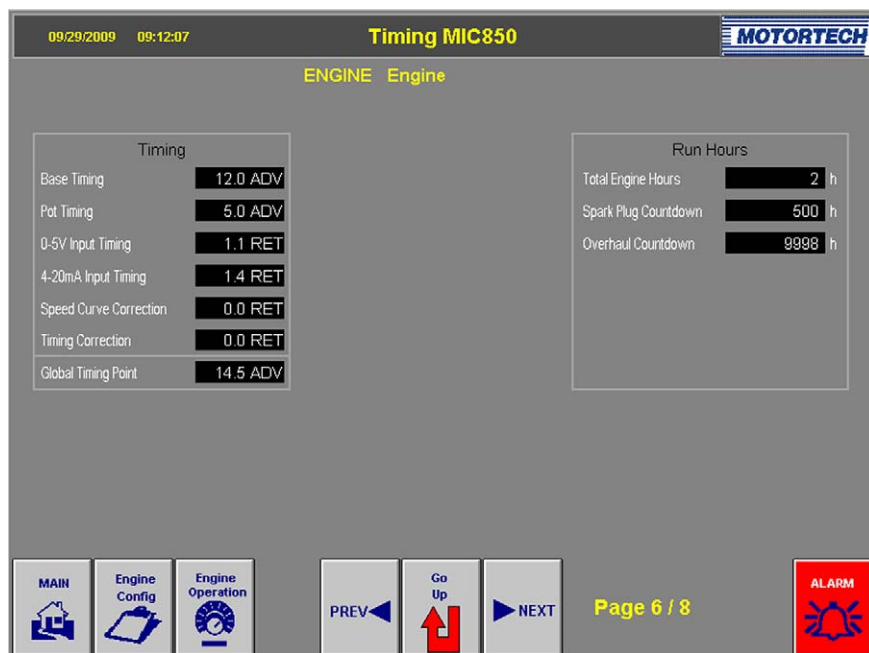 09/29/2009 09:12:07 Timing MIC850 MOTORTECH
ENGINE Engine
Timing
Base Timing 12.0 ADV
Pot Timing 5.0 ADV
0-5V Input Timing 1.1 RET
4-20mA Input Timing 1.4 RET
Speed Curve Correction 0.0 RET
Timing Correction 0.0 RET
Global Timing Point 14.5 ADV
Run Hours
Total Engine Hours 2 h
Spark Plug Countdown 500 h
Overhaul Countdown 9998 h
MAIN
Engine
Config
Engine
Operation
PREV
Go
Up
NEXT
Page 6 / 8
ALARM